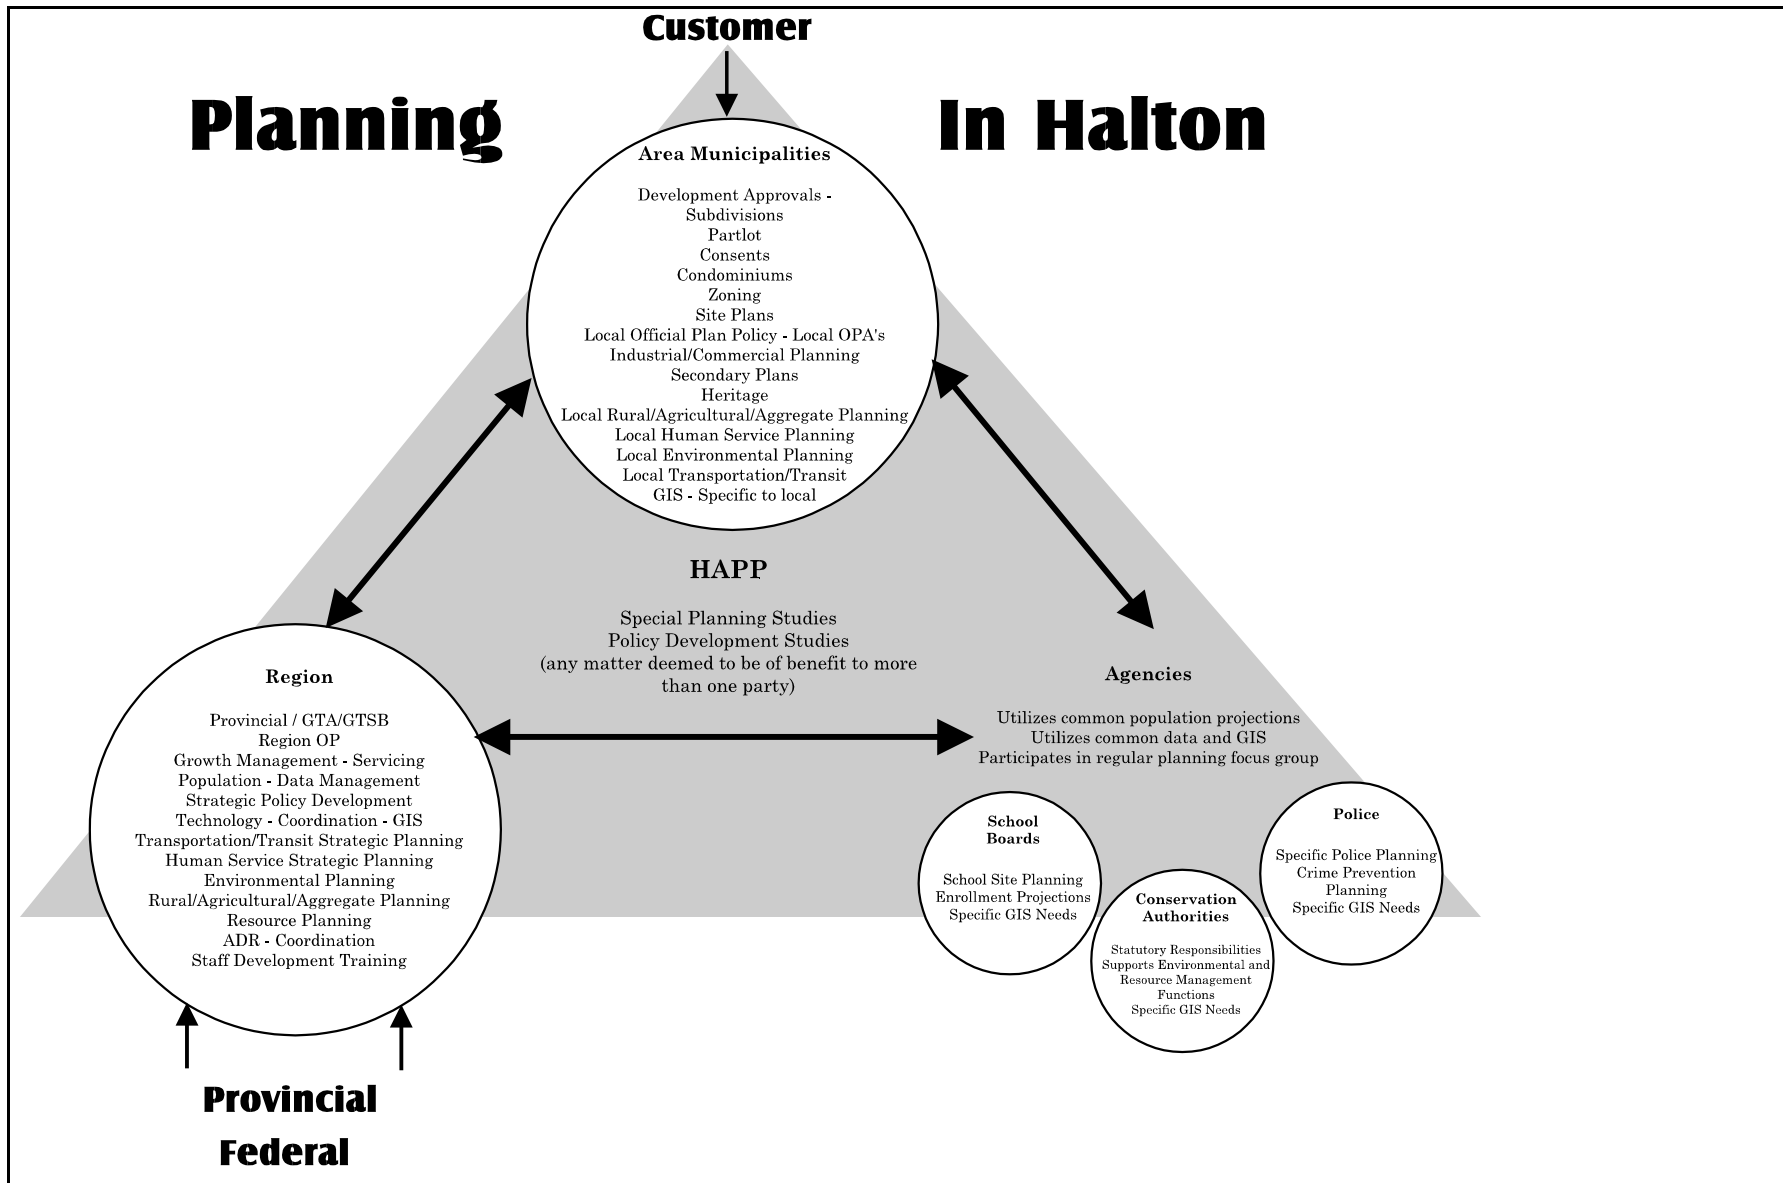 Customer
Planning In Halton
Area Municipalities
Development Approvals -
Subdivisions
Partlot
Consents
Condominiums
Zoning
Site Plans
Local Official Plan Policy - Local OPA's
Industrial/Commercial Planning
Secondary Plans
Heritage
Local Rural/Agricultural/Aggregate Planning
Local Human Service Planning
Local Environmental Planning
Local Transportation/Transit
GIS - Specific to local
HAPP
Special Planning Studies
Policy Development Studies
(any matter deemed to be of benefit to more
than one party)
Region
Provincial / GTA/GTSB
Region OP
Growth Management - Servicing
Population - Data Management
Strategic Policy Development
Technology - Coordination - GIS
Transportation/Transit Strategic Planning
Human Service Strategic Planning
Environmental Planning
Rural/Agricultural/Aggregate Planning
Resource Planning
ADR - Coordination
Staff Development Training
Agencies
Utilizes common population projections
Utilizes common data and GIS
Participates in regular planning focus group
School
Boards
School Site Planning
Enrollment Projections
Specific GIS Needs
Conservation
Authorities
Statutory Responsibilities
Supports Environmental and
Resource Management
Functions
Specific GIS Needs
Police
Specific Police Planning
Crime Prevention
Planning
Specific GIS Needs
Provincial
Federal